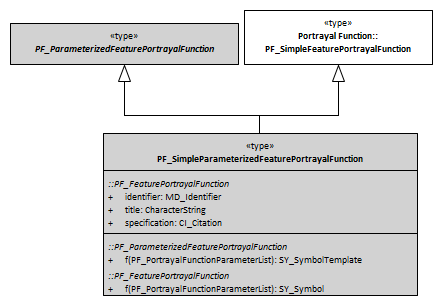 «type»
PF_ParameterizedFeaturePortrayalFunction
«type»
Portrayal Function::
PF_SimpleFeaturePortrayalFunction
«type»
PF_SimpleParameterizedFeaturePortrayalFunction
::PF_FeaturePortrayalFunction
+ identifier: MD_Identifier
+ title: CharacterString
+ specification: CI_Citation
::PF_ParameterizedFeaturePortrayalFunction
+ f(PF_PortrayalFunctionParameterList): SY_SymbolTemplate
::PF_FeaturePortrayalFunction
+ f(PF_PortrayalFunctionParameterList): SY_Symbol